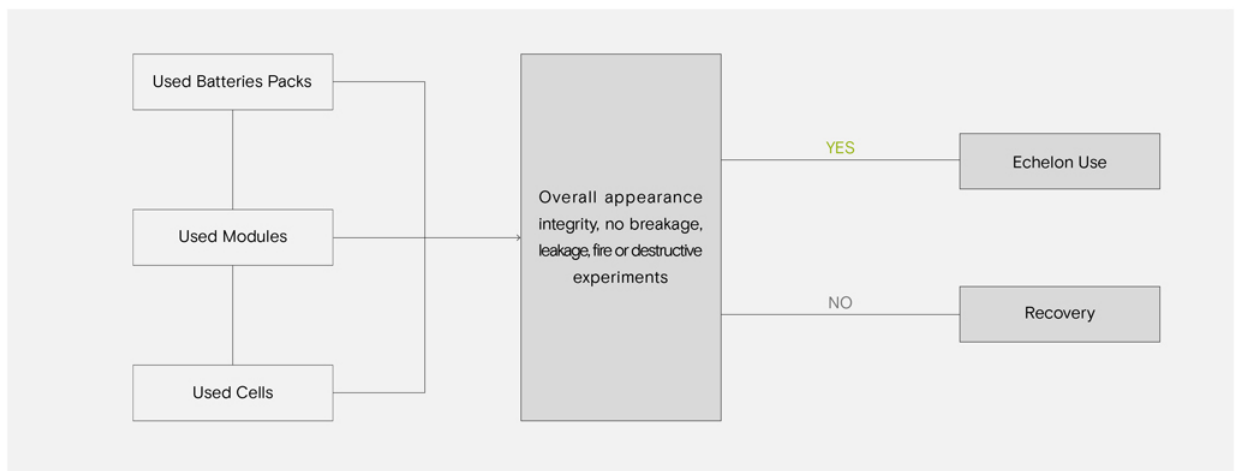 Used Batteries Packs
Used Modules
Used Cells
Overall appearance
integrity, no breakage,
leakage, fire or destructive
experiments
YES
Echelon Use
NO
Recovery